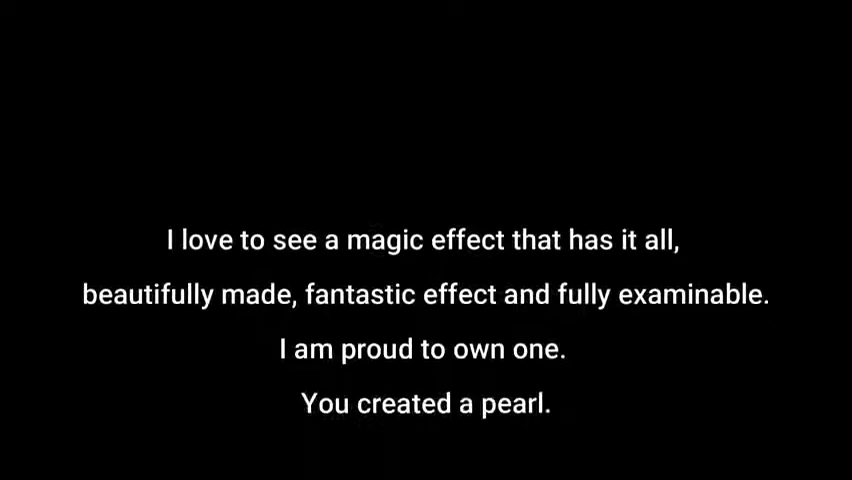 I love to see a magic effect that has it all,
beautifully made, fantastic effect and fully examinable.
I am proud to own one.
You created a pearl.